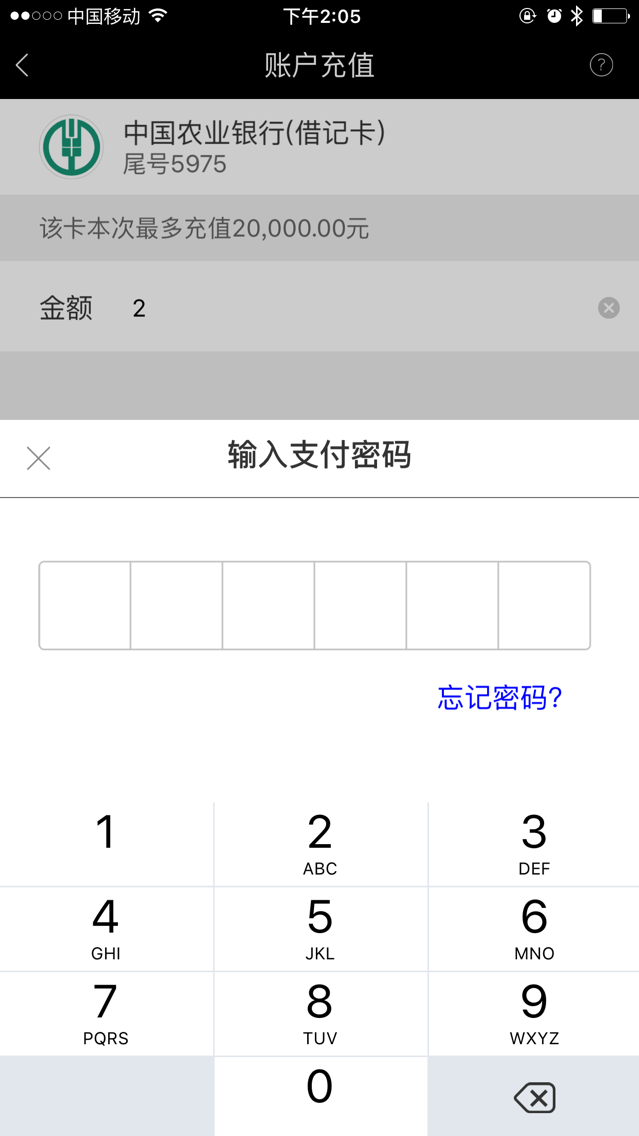 中国移动
下午2:05
账户充值
?
中国农业银行(借记卡)
尾号5975
该卡本次最多充值20,000.00元
金额 2
输入支付密码
忘记密码?
1
2
ABC
3
DEF
4
GHI
5
JKL
6
MNO
7
PQRS
8
TUV
9
WXYZ
0